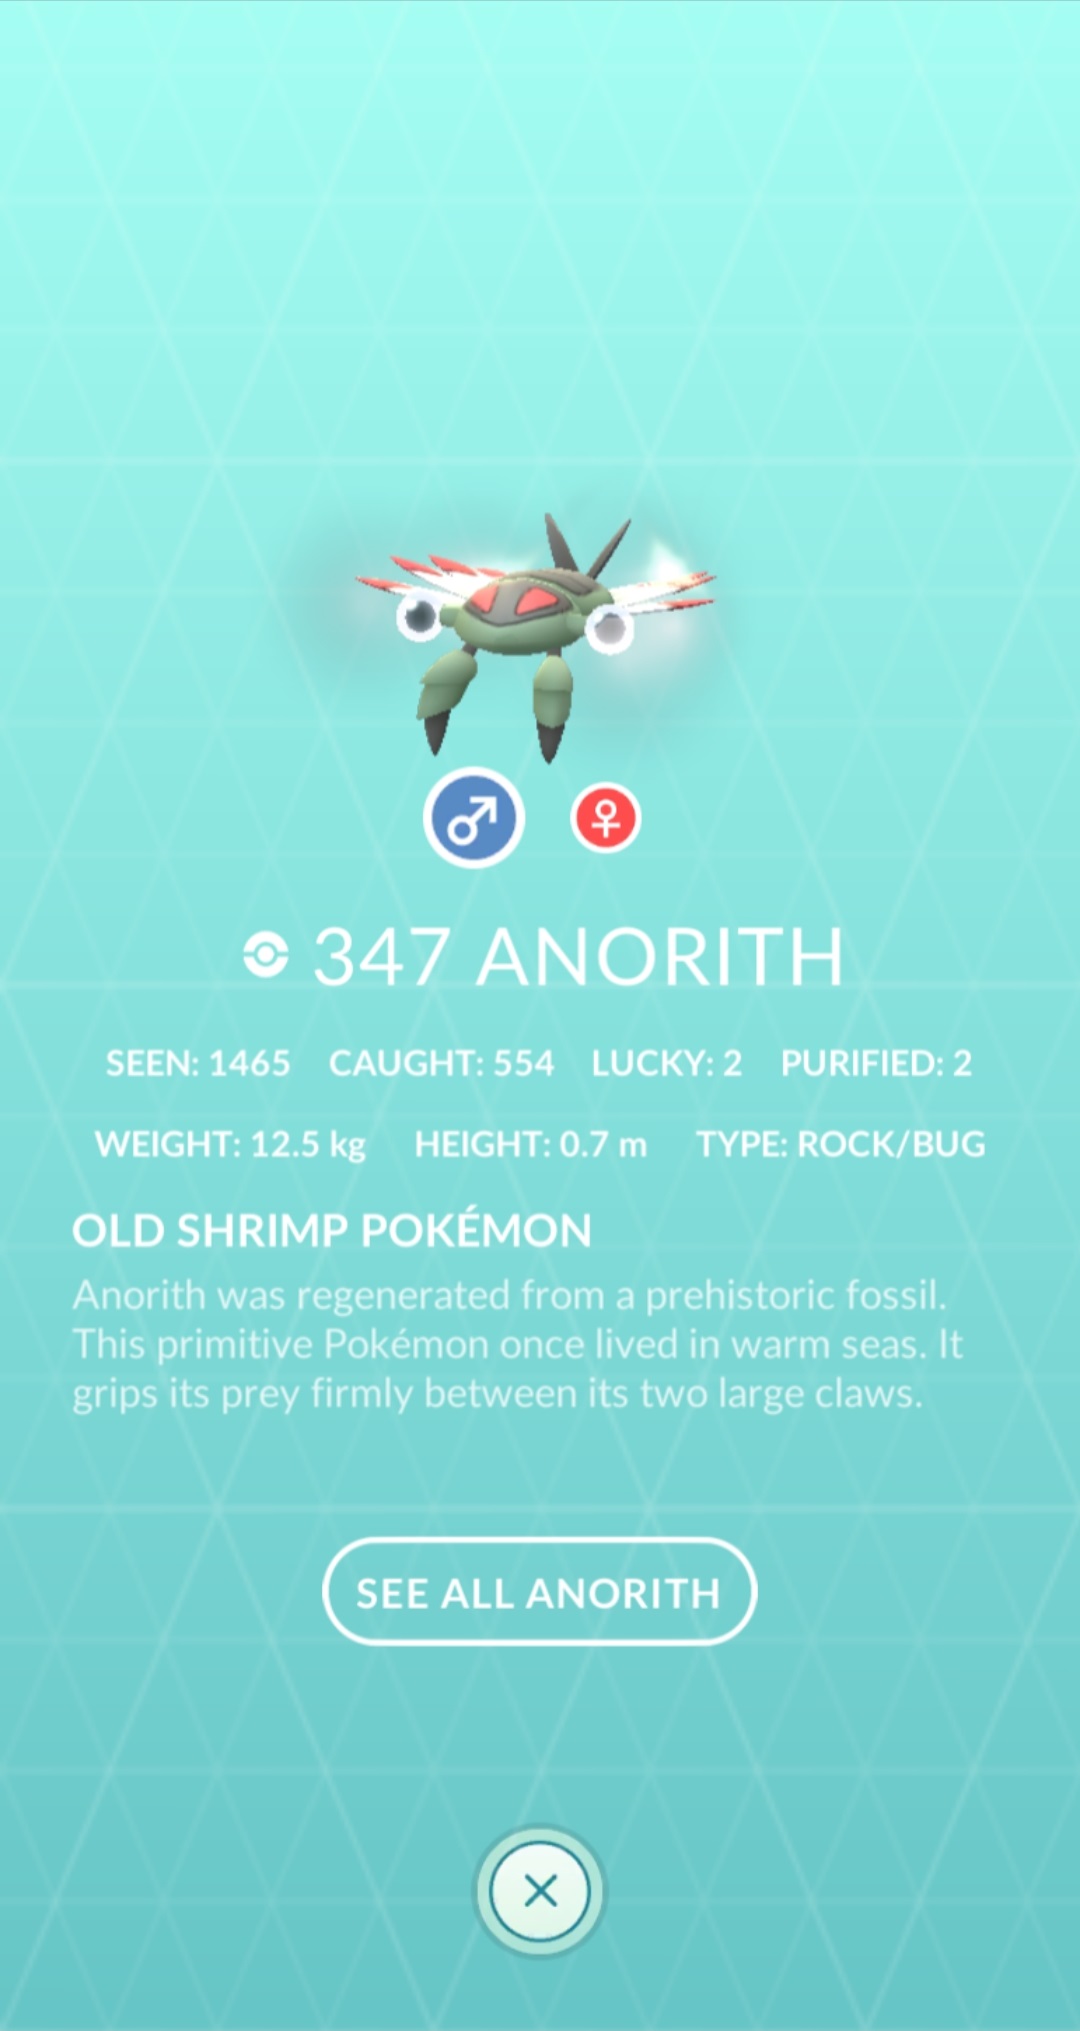 347 ANORITH
SEEN: 1465 CAUGHT: 554 LUCKY: 2 PURIFIED: 2
WEIGHT: 12.5 kg HEIGHT: 0.7 m TYPE: ROCK/BUG
OLD SHRIMP POKÉMON
Anorith was regenerated from a prehistoric fossil.
This primitive Pokémon once lived in warm seas. It
grips its prey firmly between its two large claws.
SEE ALL ANORITH